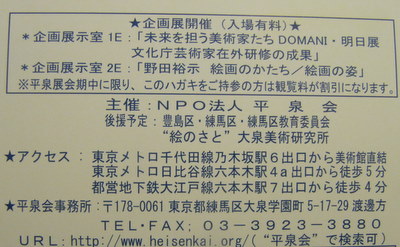 ★企画展開催（入場有料）★
＊企画展示室 1E：「未来を担う美術家たち DOMANI・明日展
文化庁芸術家在外研修の成果」
＊企画展示室 2E：「野田裕示 絵画のかたち／絵画の姿」
※平泉展会期中に限り、このハガキをご持参の方は観覧料が割引になります。
主催：NPO法人 平泉会
後援予定：豊島区・練馬区・練馬区教育委員会
“絵のさと”大泉美術研究所
★アクセス： 東京メトロ千代田線乃木坂駅6出口から美術館直結
東京メトロ日比谷線六本木駅4a出口から徒歩5分
都営地下鉄大江戸線六本木駅7出口から徒歩4分
★平泉会事務所：〒178-0061 東京都練馬区大泉学園町5-17-29 渡邉方
TEL・FAX：03-3923-3880
URL：http://www.heisenkai.org/（“平泉会”で検索可）